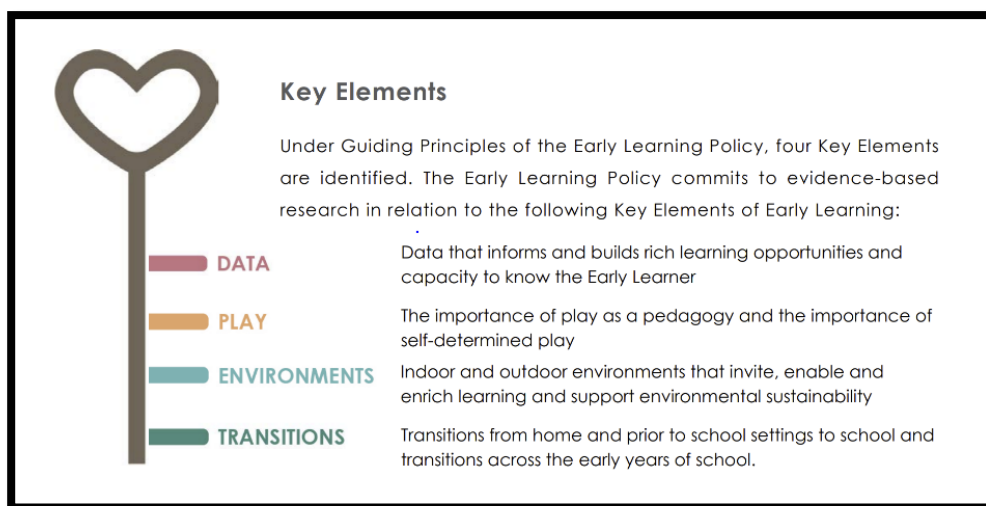 Key Elements
Under Guiding Principles of the Early Learning Policy, four Key Elements
are identified. The Early Learning Policy commits to evidence-based
research in relation to the following Key Elements of Early Learning:
DATA
Data that informs and builds rich learning opportunities and
capacity to know the Early Learner
PLAY
The importance of play as a pedagogy and the importance of
self-determined play
ENVIRONMENTS
Indoor and outdoor environments that invite, enable and
enrich learning and support environmental sustainability
TRANSITIONS
Transitions from home and prior to school settings to school and
transitions across the early years of school.